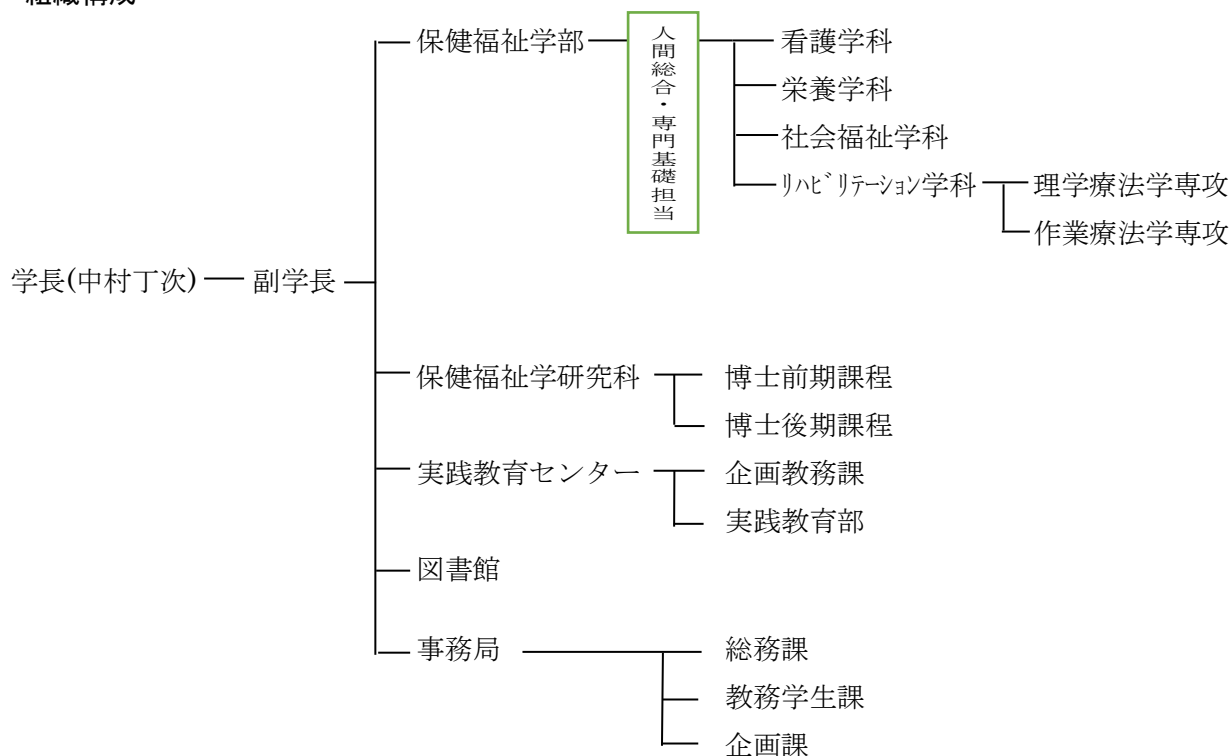 組織構成
保健福祉学部
人間総合・専門基礎担当
看護学科
栄養学科
社会福祉学科
ﾘﾊﾋﾞﾘﾃｰｼｮﾝ学科
理学療法学専攻
作業療法学専攻
学長(中村丁次)
副学長
保健福祉学研究科
博士前期課程
博士後期課程
実践教育センター
企画教務課
実践教育部
図書館
事務局
総務課
教務学生課
企画課